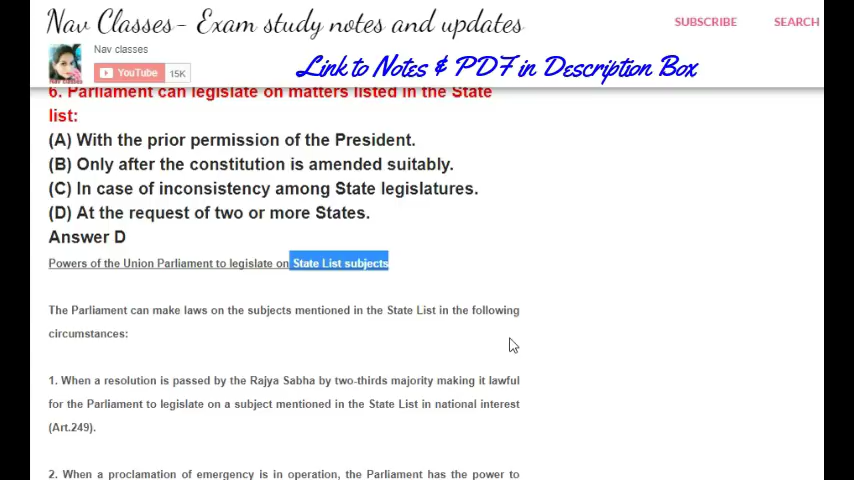 Nav Classes- Exam study notes and updates
SUBSCRIBE
SEARCH
Nav classes
YouTube 15K
Link to Notes & PDF in Description Box
6. Parliament can legislate on matters listed in the State
list:
(A) With the prior permission of the President.
(B) Only after the constitution is amended suitably.
(C) In case of inconsistency among State legislatures.
(D) At the request of two or more States.
Answer D
Powers of the Union Parliament to legislate on State List subjects
The Parliament can make laws on the subjects mentioned in the State List in the following
circumstances:
1. When a resolution is passed by the Rajya Sabha by two-thirds majority making it lawful
for the Parliament to legislate on a subject mentioned in the State List in national interest
(Art.249).
2. When a proclamation of emergency is in operation, the Parliament has the power to